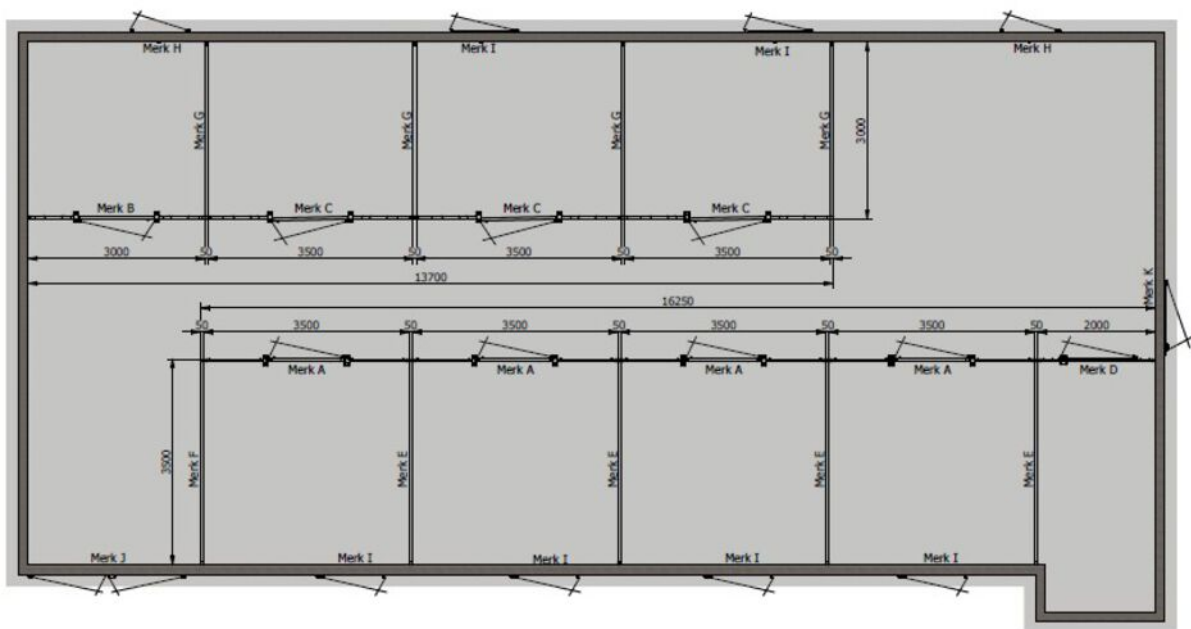 Merk H Merk I Merk I Merk H
Merk G Merk G Merk G Merk G 3000
Merk B Merk C Merk C Merk C
3000 50 3500 50 3500 50 3500 50
13700
Merk K
16250
50 3500 50 3500 50 3500 50 3500 50 2000
Merk A Merk A Merk A Merk A Merk D
3500 Merk F Merk E Merk E Merk E Merk E
Merk J Merk I Merk I Merk I Merk I